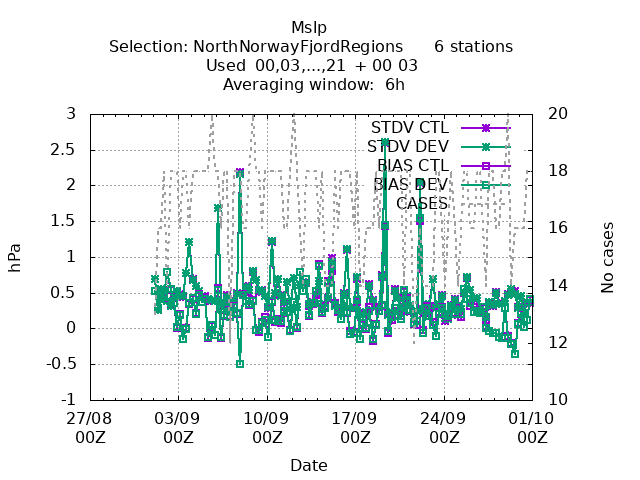 Mslp
Selection: NorthNorwayFjordRegions 6 stations
Used 00,03,...,21 + 00 03
Averaging window: 6h
3
2.5
2
1.5
1
0.5
0
-0.5
-1
hPa
STDV CTL
STDV DEV
BIAS CTL
BIAS DEV
CASES
20
18
16
14
12
10
No cases
27/08 03/09 10/09 17/09 24/09 01/10
00Z 00Z 00Z 00Z 00Z 00Z
Date